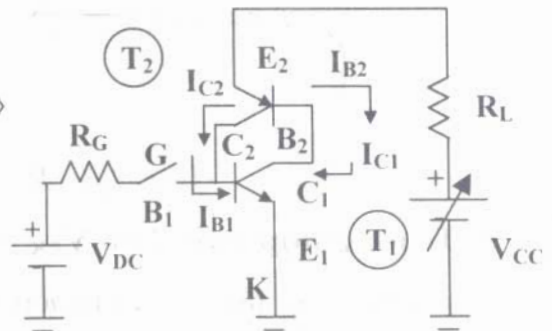 T2
E2
IB2
IC2
RL
RG
G
C2
B2
IC1
+
C1
B1
IB1
+
E1
T1
VCC
VDC
K